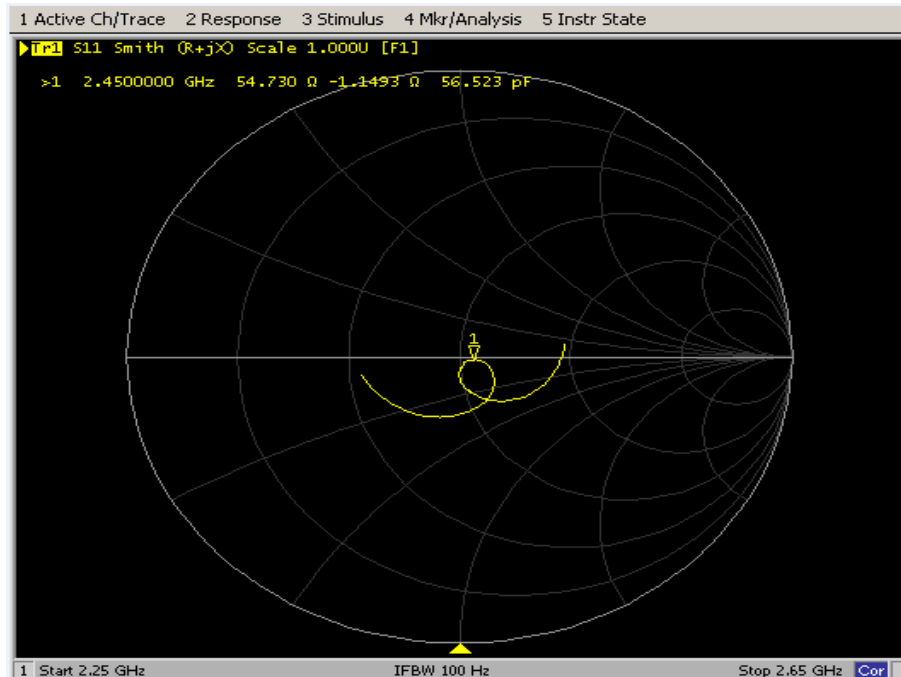 1 Active Ch/Trace 2 Response 3 Stimulus 4 Mkr/Analysis 5 Instr State
Tr1 S11 Smith (R+jX) Scale 1.000U [F1]
>1 2.4500000 GHz 54.730 Ω -1.1493 Ω 56.523 pF
1
1 Start 2.25 GHz IFBW 100 Hz Stop 2.65 GHz Cor